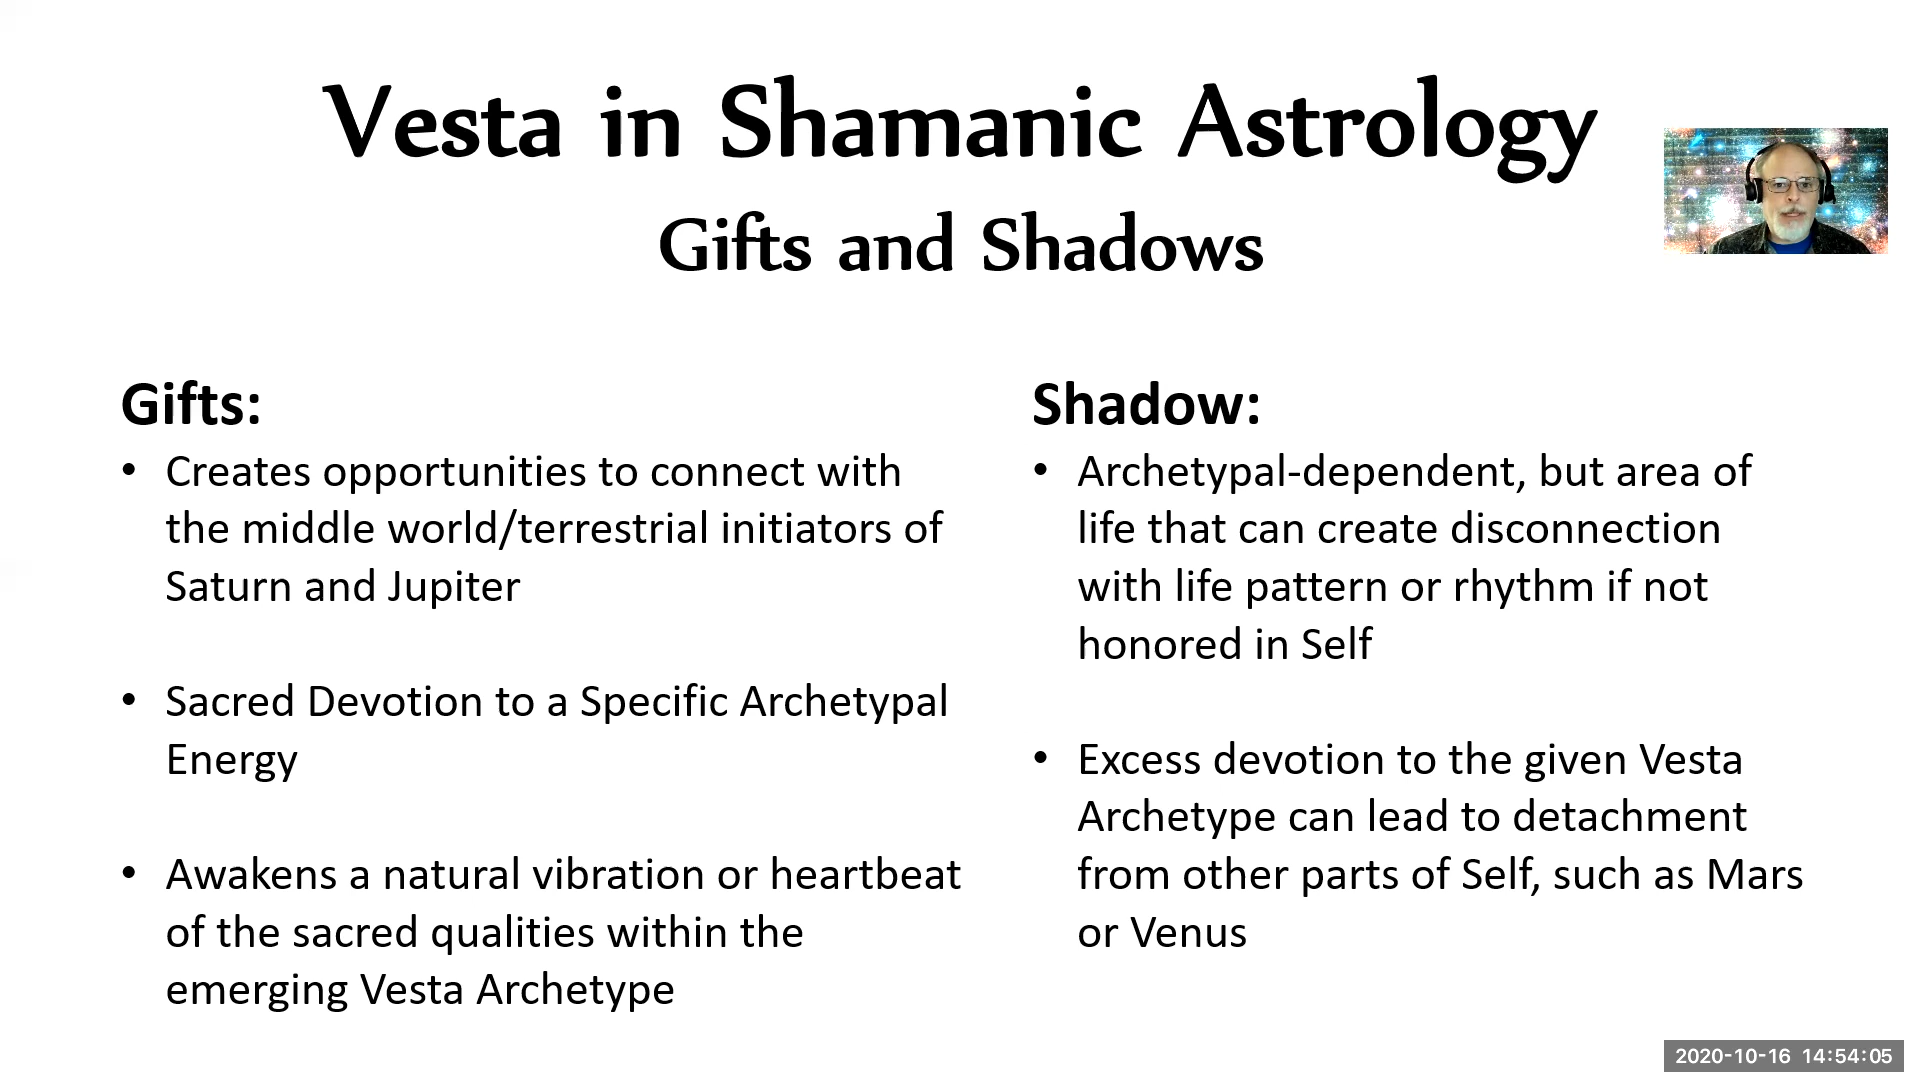 Vesta in Shamanic Astrology
Gifts and Shadows
Gifts:
• Creates opportunities to connect with
the middle world/terrestrial initiators of
Saturn and Jupiter
• Sacred Devotion to a Specific Archetypal
Energy
• Awakens a natural vibration or heartbeat
of the sacred qualities within the
emerging Vesta Archetype
Shadow:
• Archetypal-dependent, but area of
life that can create disconnection
with life pattern or rhythm if not
honored in Self
• Excess devotion to the given Vesta
Archetype can lead to detachment
from other parts of Self, such as Mars
or Venus
2020-10-16 14:54:05